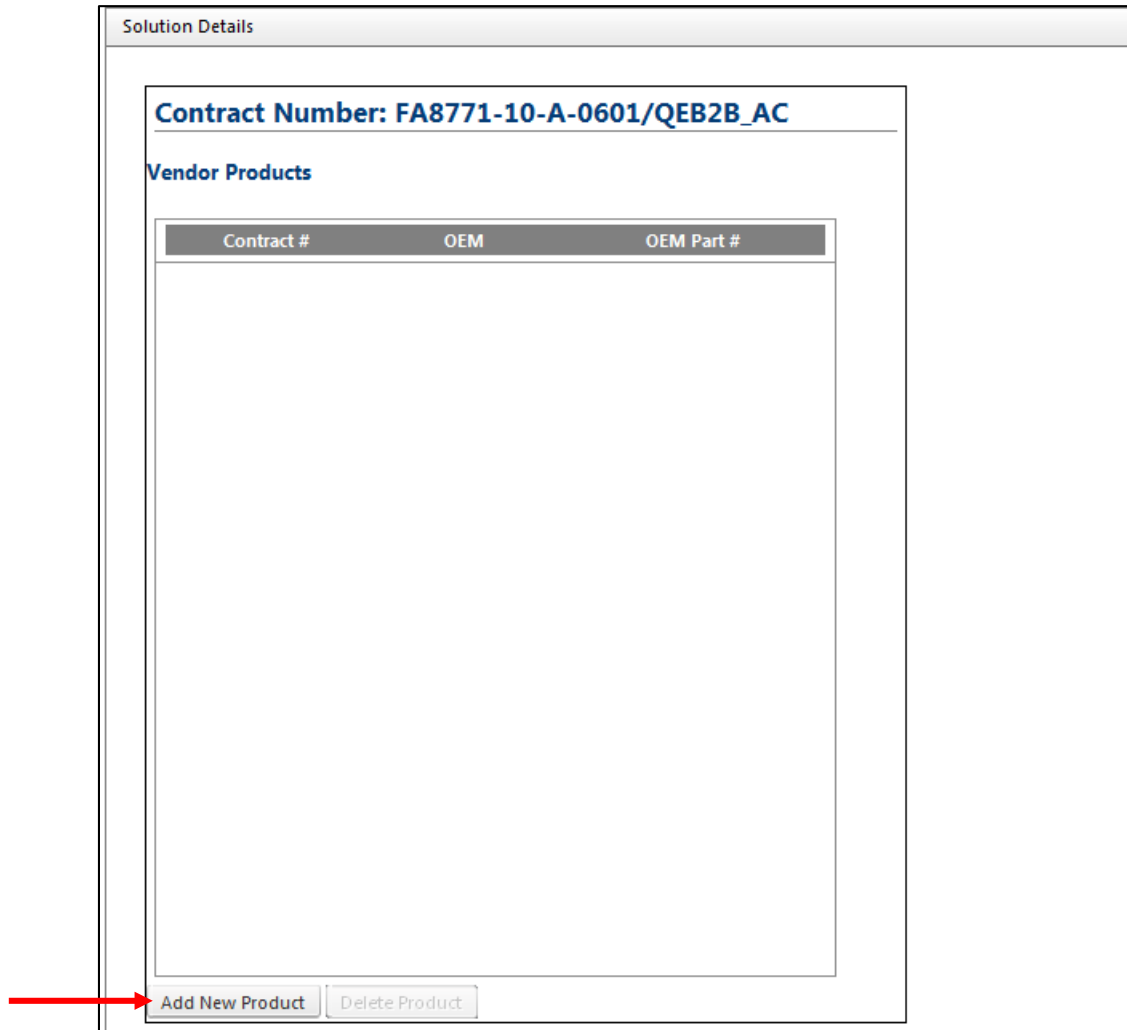 Solution Details
Contract Number: FA8771-10-A-0601/QEB2B_AC
Vendor Products
Contract # OEM OEM Part #
Add New Product Delete Product